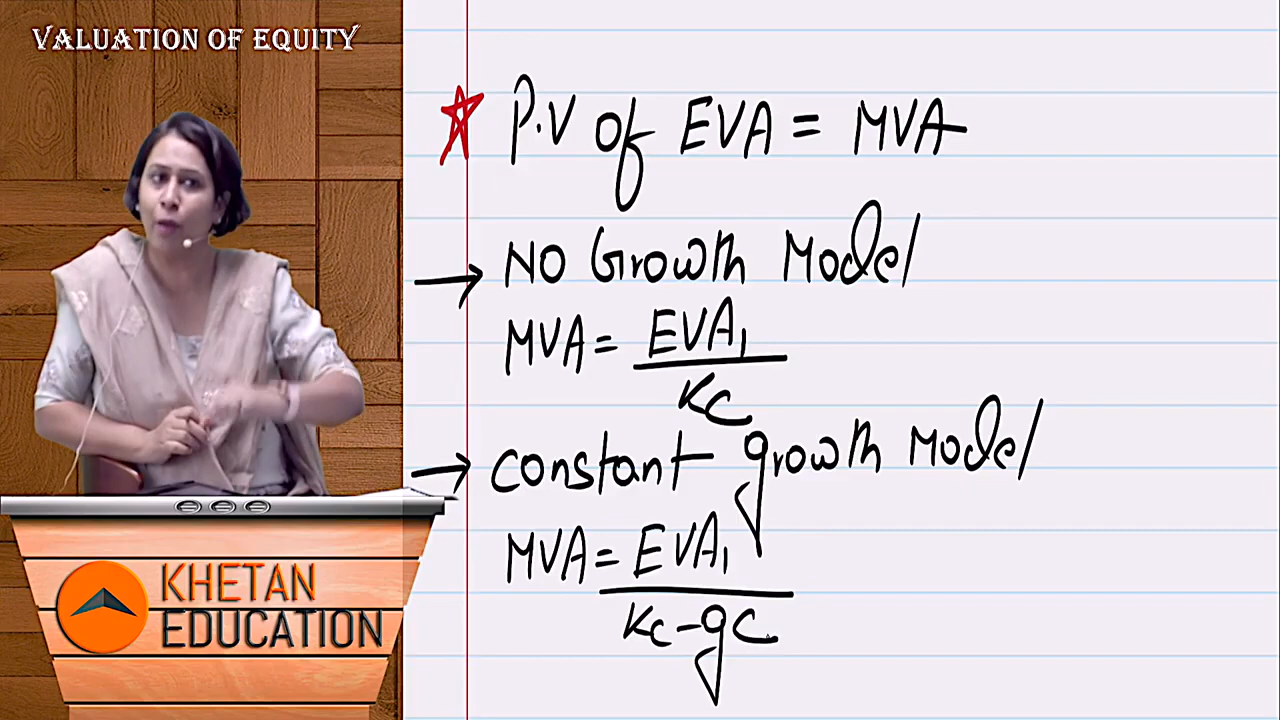 VALUATION OF EQUITY
P.V of EVA = MVA
→ NO Growth Model
MVA = EVA₁
Kc
→ constant growth Model
MVA = EVA₁
Kc - gc
KHETAN
EDUCATION